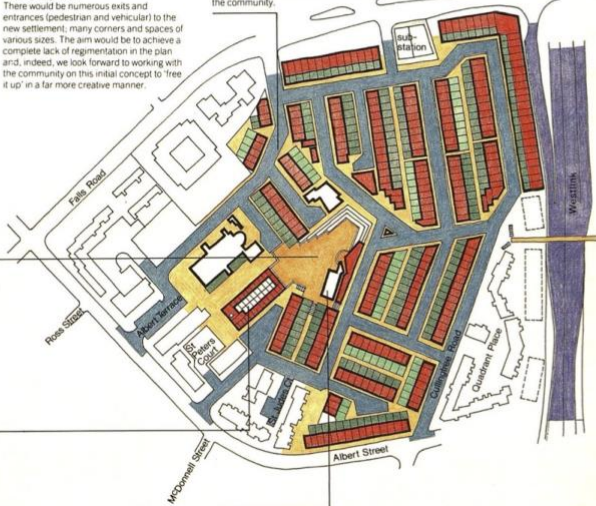 There would be numerous exits and
entrances (pedestrian and vehicular) to the
new settlement; many corners and spaces of
various sizes. The aim would be to achieve a
complete lack of regimentation in the plan
and, indeed, we look forward to working with
the community on this initial concept to 'free
it up' in a far more creative manner.
the community.
sub-
station
Falls Road
Westlink
Ross Street
Albert Terrace
St
Peters
Court
St Judes Ct
Cullingtree Road
Quadrant Place
McDonnell Street
Albert Street